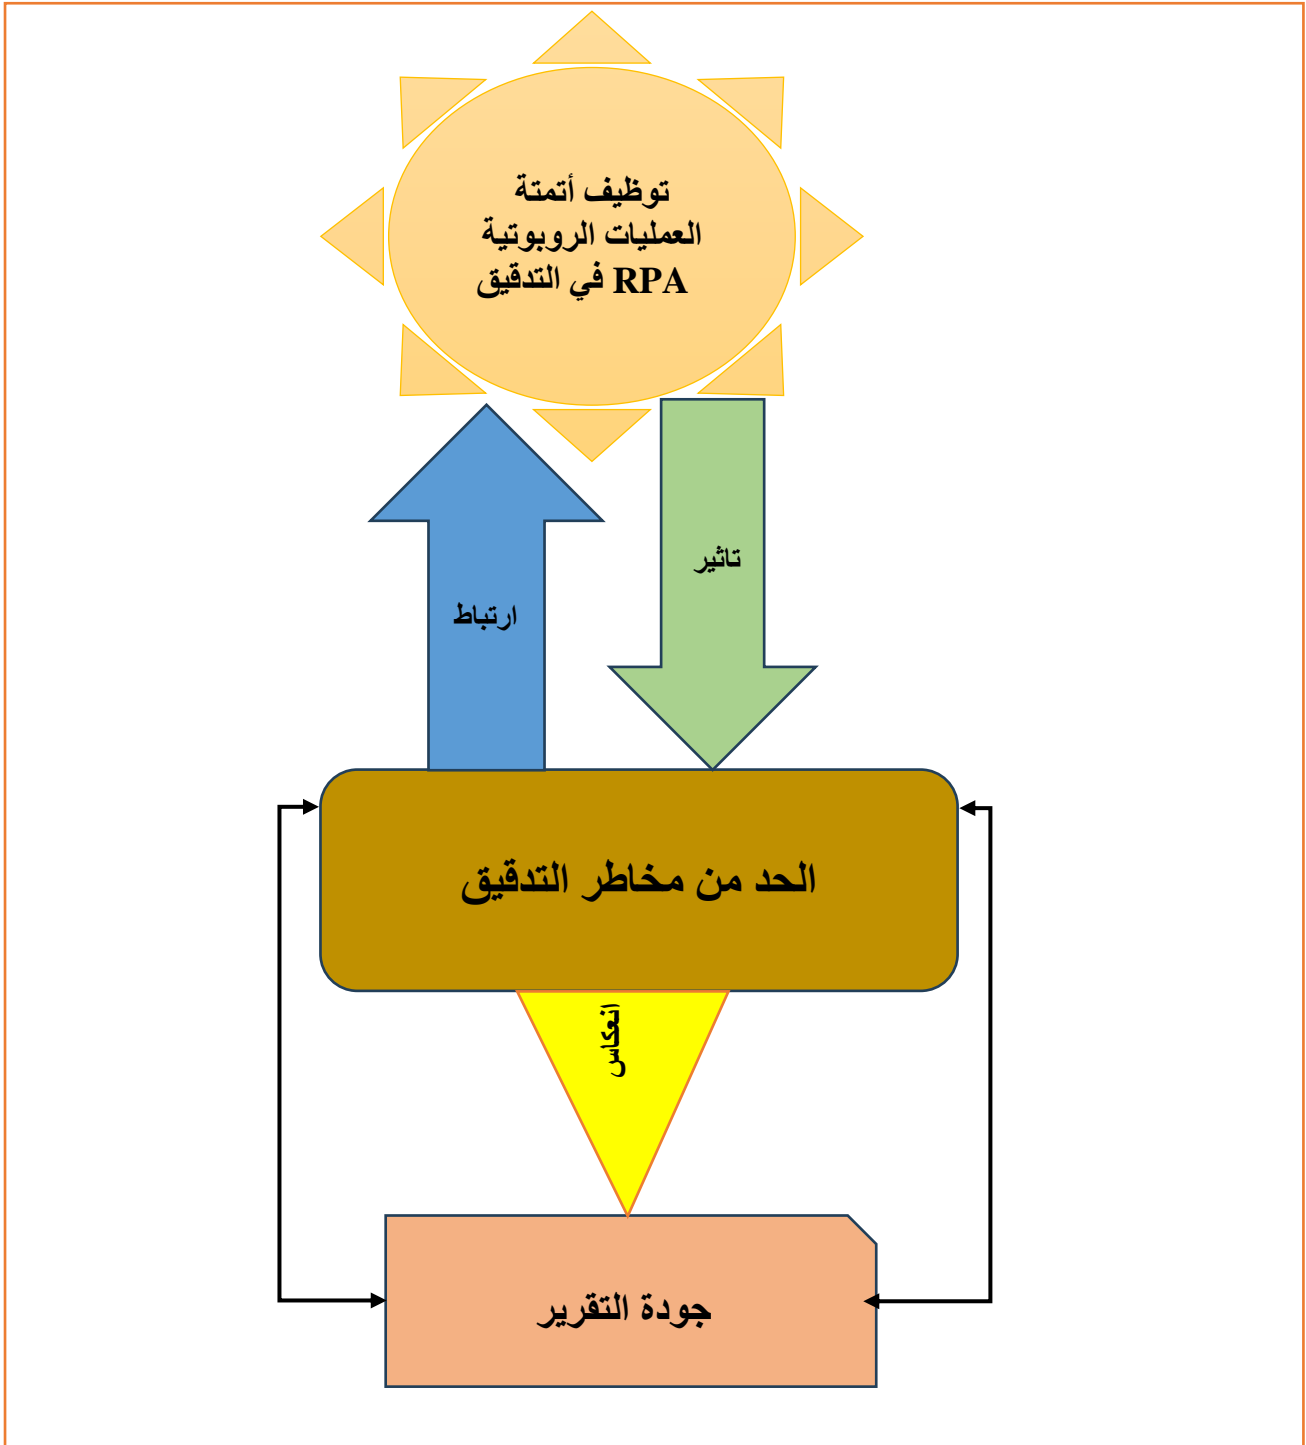 توظيف أتمتة
العمليات الروبوتية
RPA في التدقيق
تاثير
ارتباط
الحد من مخاطر التدقيق
انعكاس
جودة التقرير